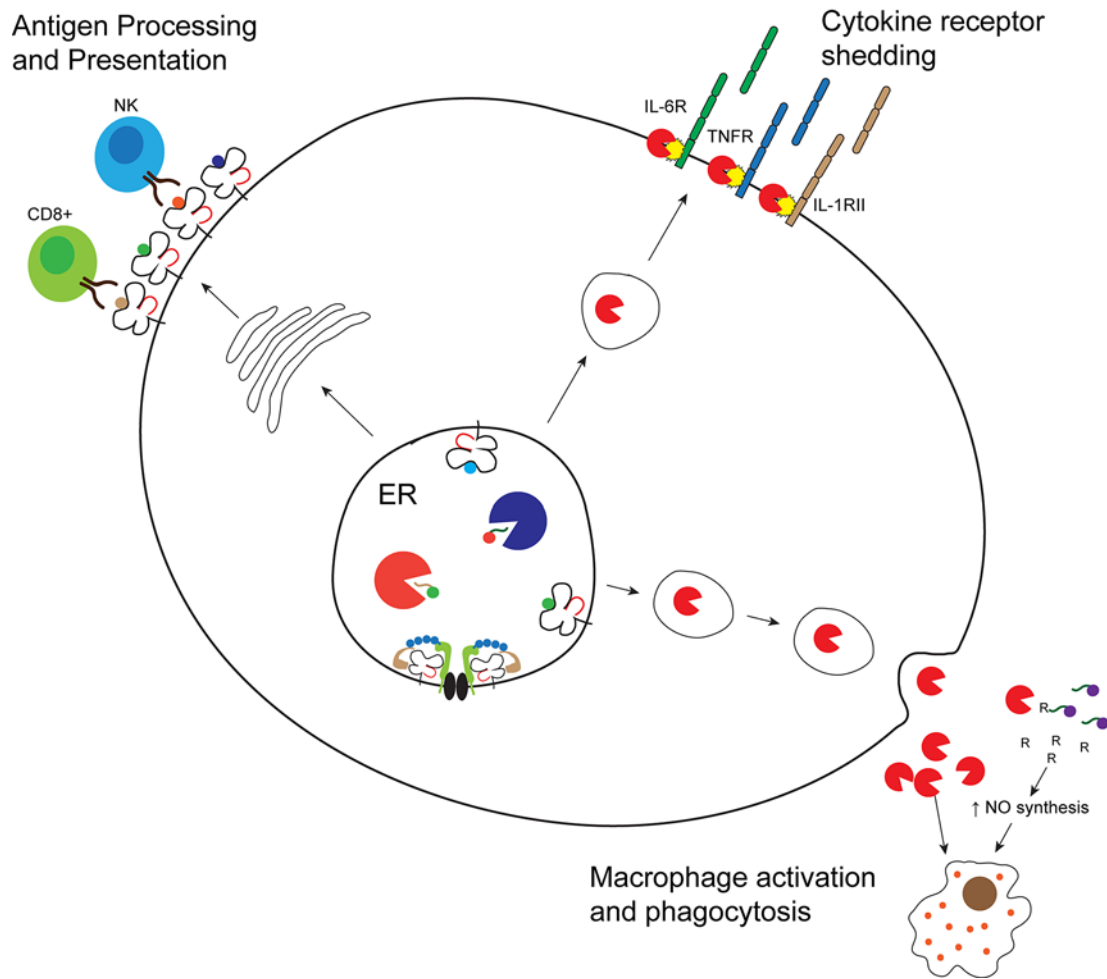 Antigen Processing
and Presentation
Cytokine receptor
shedding
NK
CD8+
IL-6R
TNFR
IL-1RII
ER
R
R
R
R
R
↑ NO synthesis
Macrophage activation
and phagocytosis